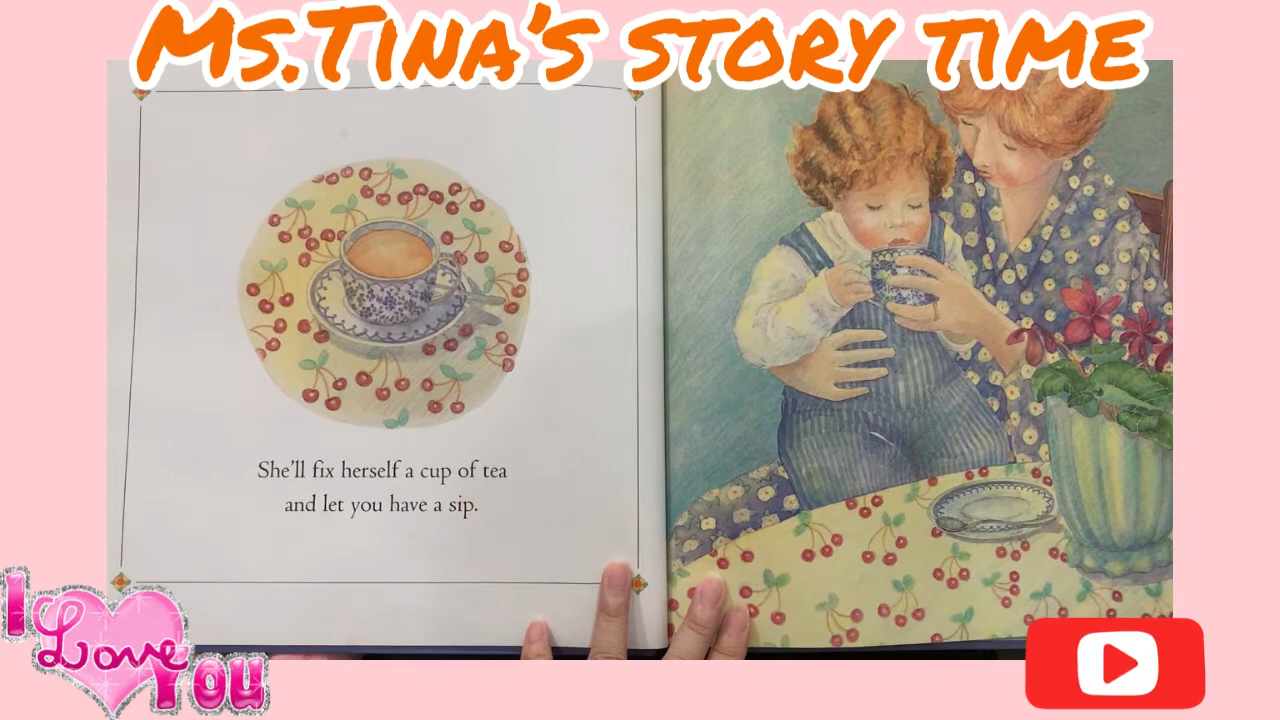 Ms.Tina's story time
She'll fix herself a cup of tea
and let you have a sip.
I
Love
You